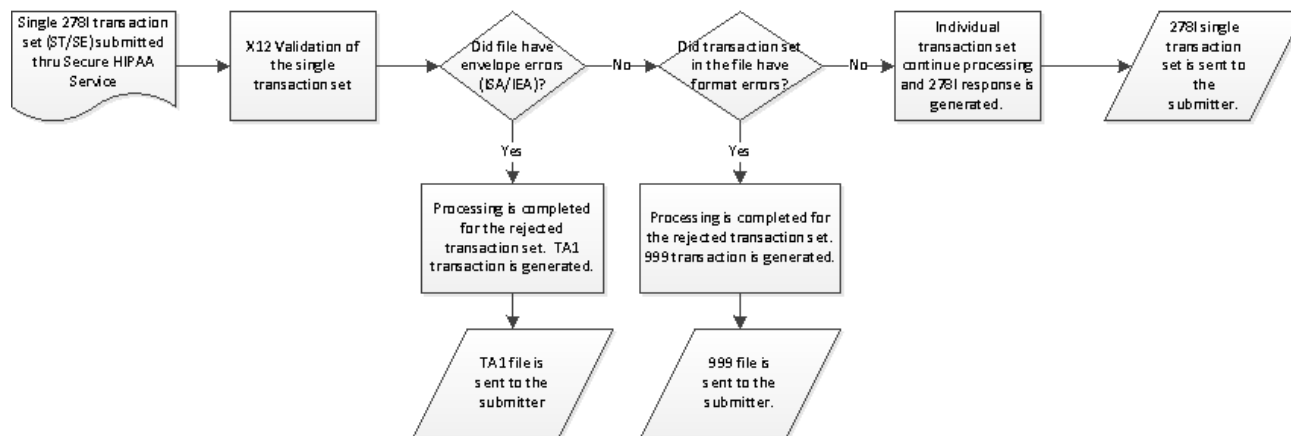 Single 278I transaction
set (ST/SE) submitted
thru Secure HIPAA
Service
X12 Validation of
the single
transaction set
Did file have
envelope errors
(ISA/IEA)?
No
Did transaction set
in the file have
format errors?
No
Individual
transaction set
continue processing
and 278I response is
generated.
278I single
transaction
set is sent to
the
submitter.
Yes
Yes
Processing is completed
for the rejected
transaction set. TA1
transaction is generated.
Processing is completed for
the rejected transaction set.
999 transaction is generated.
TA1 file is
sent to the
submitter
999 file is
sent to the
submitter.